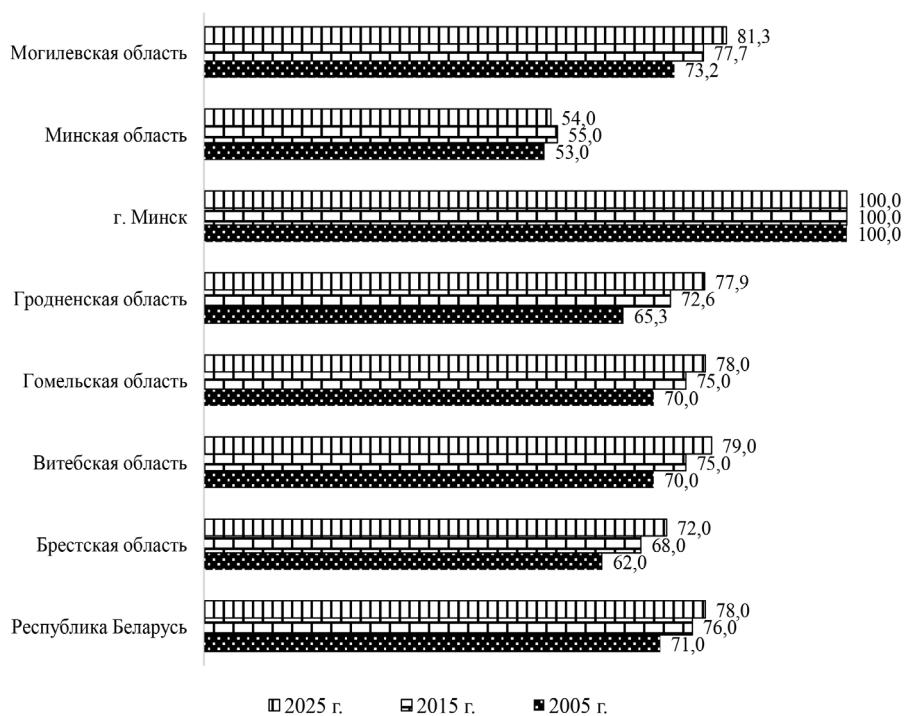 Могилевская область
81,3
77,7
73,2
Минская область
54,0
55,0
53,0
г. Минск
100,0
100,0
100,0
Гродненская область
77,9
72,6
65,3
Гомельская область
78,0
75,0
70,0
Витебская область
79,0
75,0
70,0
Брестская область
72,0
68,0
62,0
Республика Беларусь
78,0
76,0
71,0
2025 г. 2015 г. 2005 г.